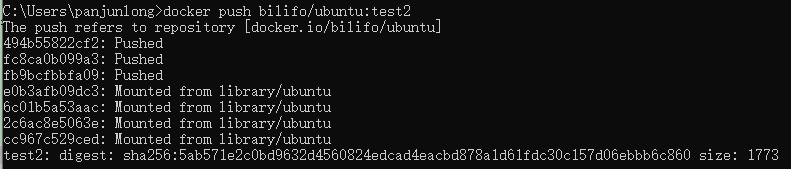 C:\Users\panjunlong>docker push bilifo/ubuntu:test2
The push refers to repository [docker.io/bilifo/ubuntu]
494b55822cf2: Pushed
fc8ca0b099a3: Pushed
fb9bcfbbfa09: Pushed
e0b3afb09dc3: Mounted from library/ubuntu
6c01b5a53aac: Mounted from library/ubuntu
2c6ac8e5063e: Mounted from library/ubuntu
cc967c529ced: Mounted from library/ubuntu
test2: digest: sha256:5ab571e2c0bd9632d4560824edcad4eacbd878a1d61fdc30c157d06ebbb6c860 size: 1773